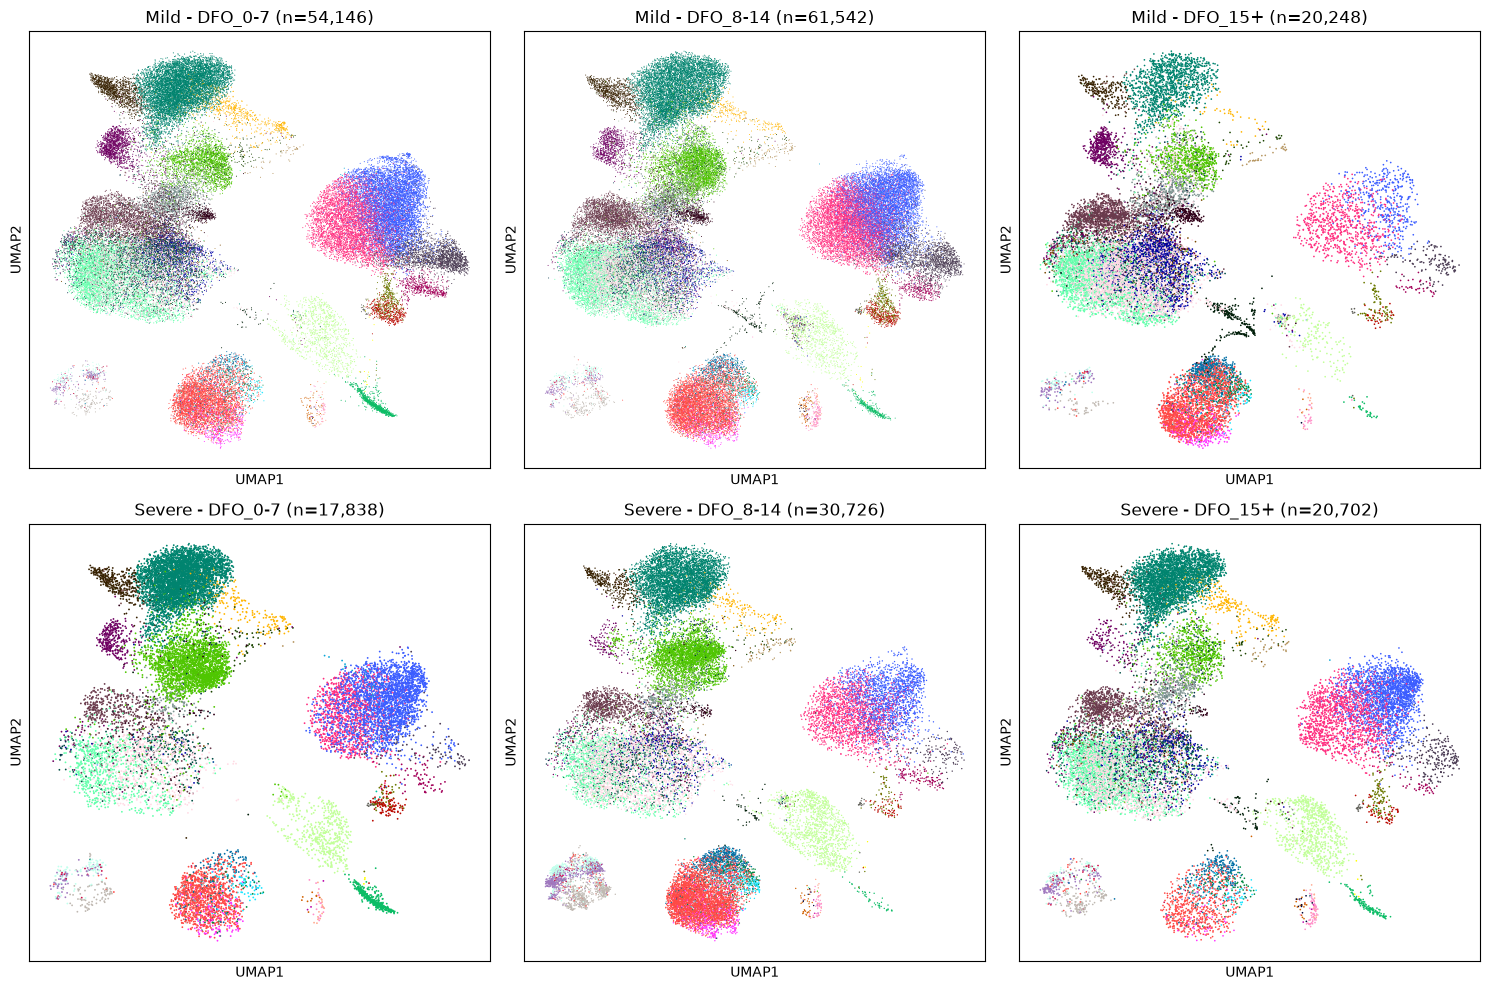 Mild - DFO_0-7 (n=54,146)
Mild - DFO_8-14 (n=61,542)
Mild - DFO_15+ (n=20,248)
UMAP2
UMAP2
UMAP2
UMAP1
UMAP1
UMAP1
Severe - DFO_0-7 (n=17,838)
Severe - DFO_8-14 (n=30,726)
Severe - DFO_15+ (n=20,702)
UMAP2
UMAP2
UMAP2
UMAP1
UMAP1
UMAP1